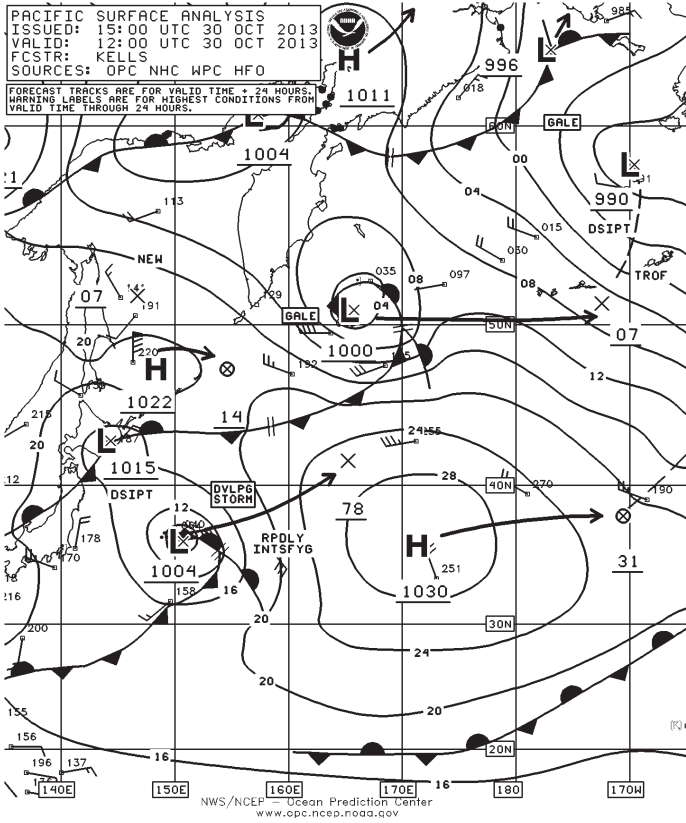 PACIFIC SURFACE ANALYSIS
ISSUED: 15:00 UTC 30 OCT 2013
VALID: 12:00 UTC 30 OCT 2013
FCSTR: KELLS
SOURCES: OPC NHC WPC HFO
FORECAST TRACKS ARE FOR VALID TIME + 24 HOURS.
WARNING LABELS ARE FOR HIGHEST CONDITIONS FROM
VALID TIME THROUGH 24 HOURS.
NOAA
985
H
L
996
018
1011
L
60N
GALE
1004
00
L
21
04
990
113
015
DSIPT
030
NEW
TROF
035
08
097
08
07
191
L
04
GALE
50N
20
1000
07
220
H
192
12
1022
14
24
215
20
L
1015
28
40N
DSIPT
DVLPG
STORM
270
190
12
78
L
RPDLY
INTSFYG
178
H
170
1004
251
31
158
16
1030
216
20
30N
200
24
20
155
20
156
20N
16
196
137
16
140E
150E
160E
170E
180
170W
NWS/NCEP – Ocean Prediction Center
www.opc.ncep.noaa.gov